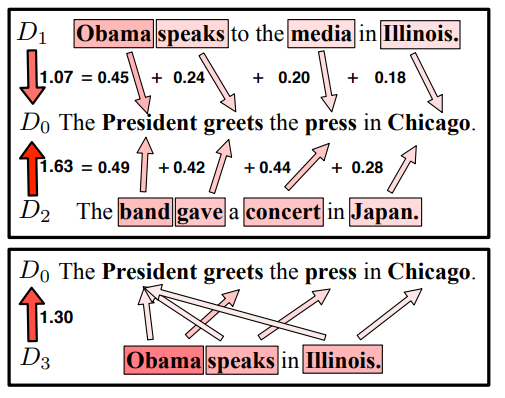 D₁ Obama speaks to the media in Illinois.
1.07 = 0.45 + 0.24 + 0.20 + 0.18
D₀ The President greets the press in Chicago.
1.63 = 0.49 + 0.42 + 0.44 + 0.28
D₂ The band gave a concert in Japan.
D₀ The President greets the press in Chicago.
1.30
D₃ Obama speaks in Illinois.